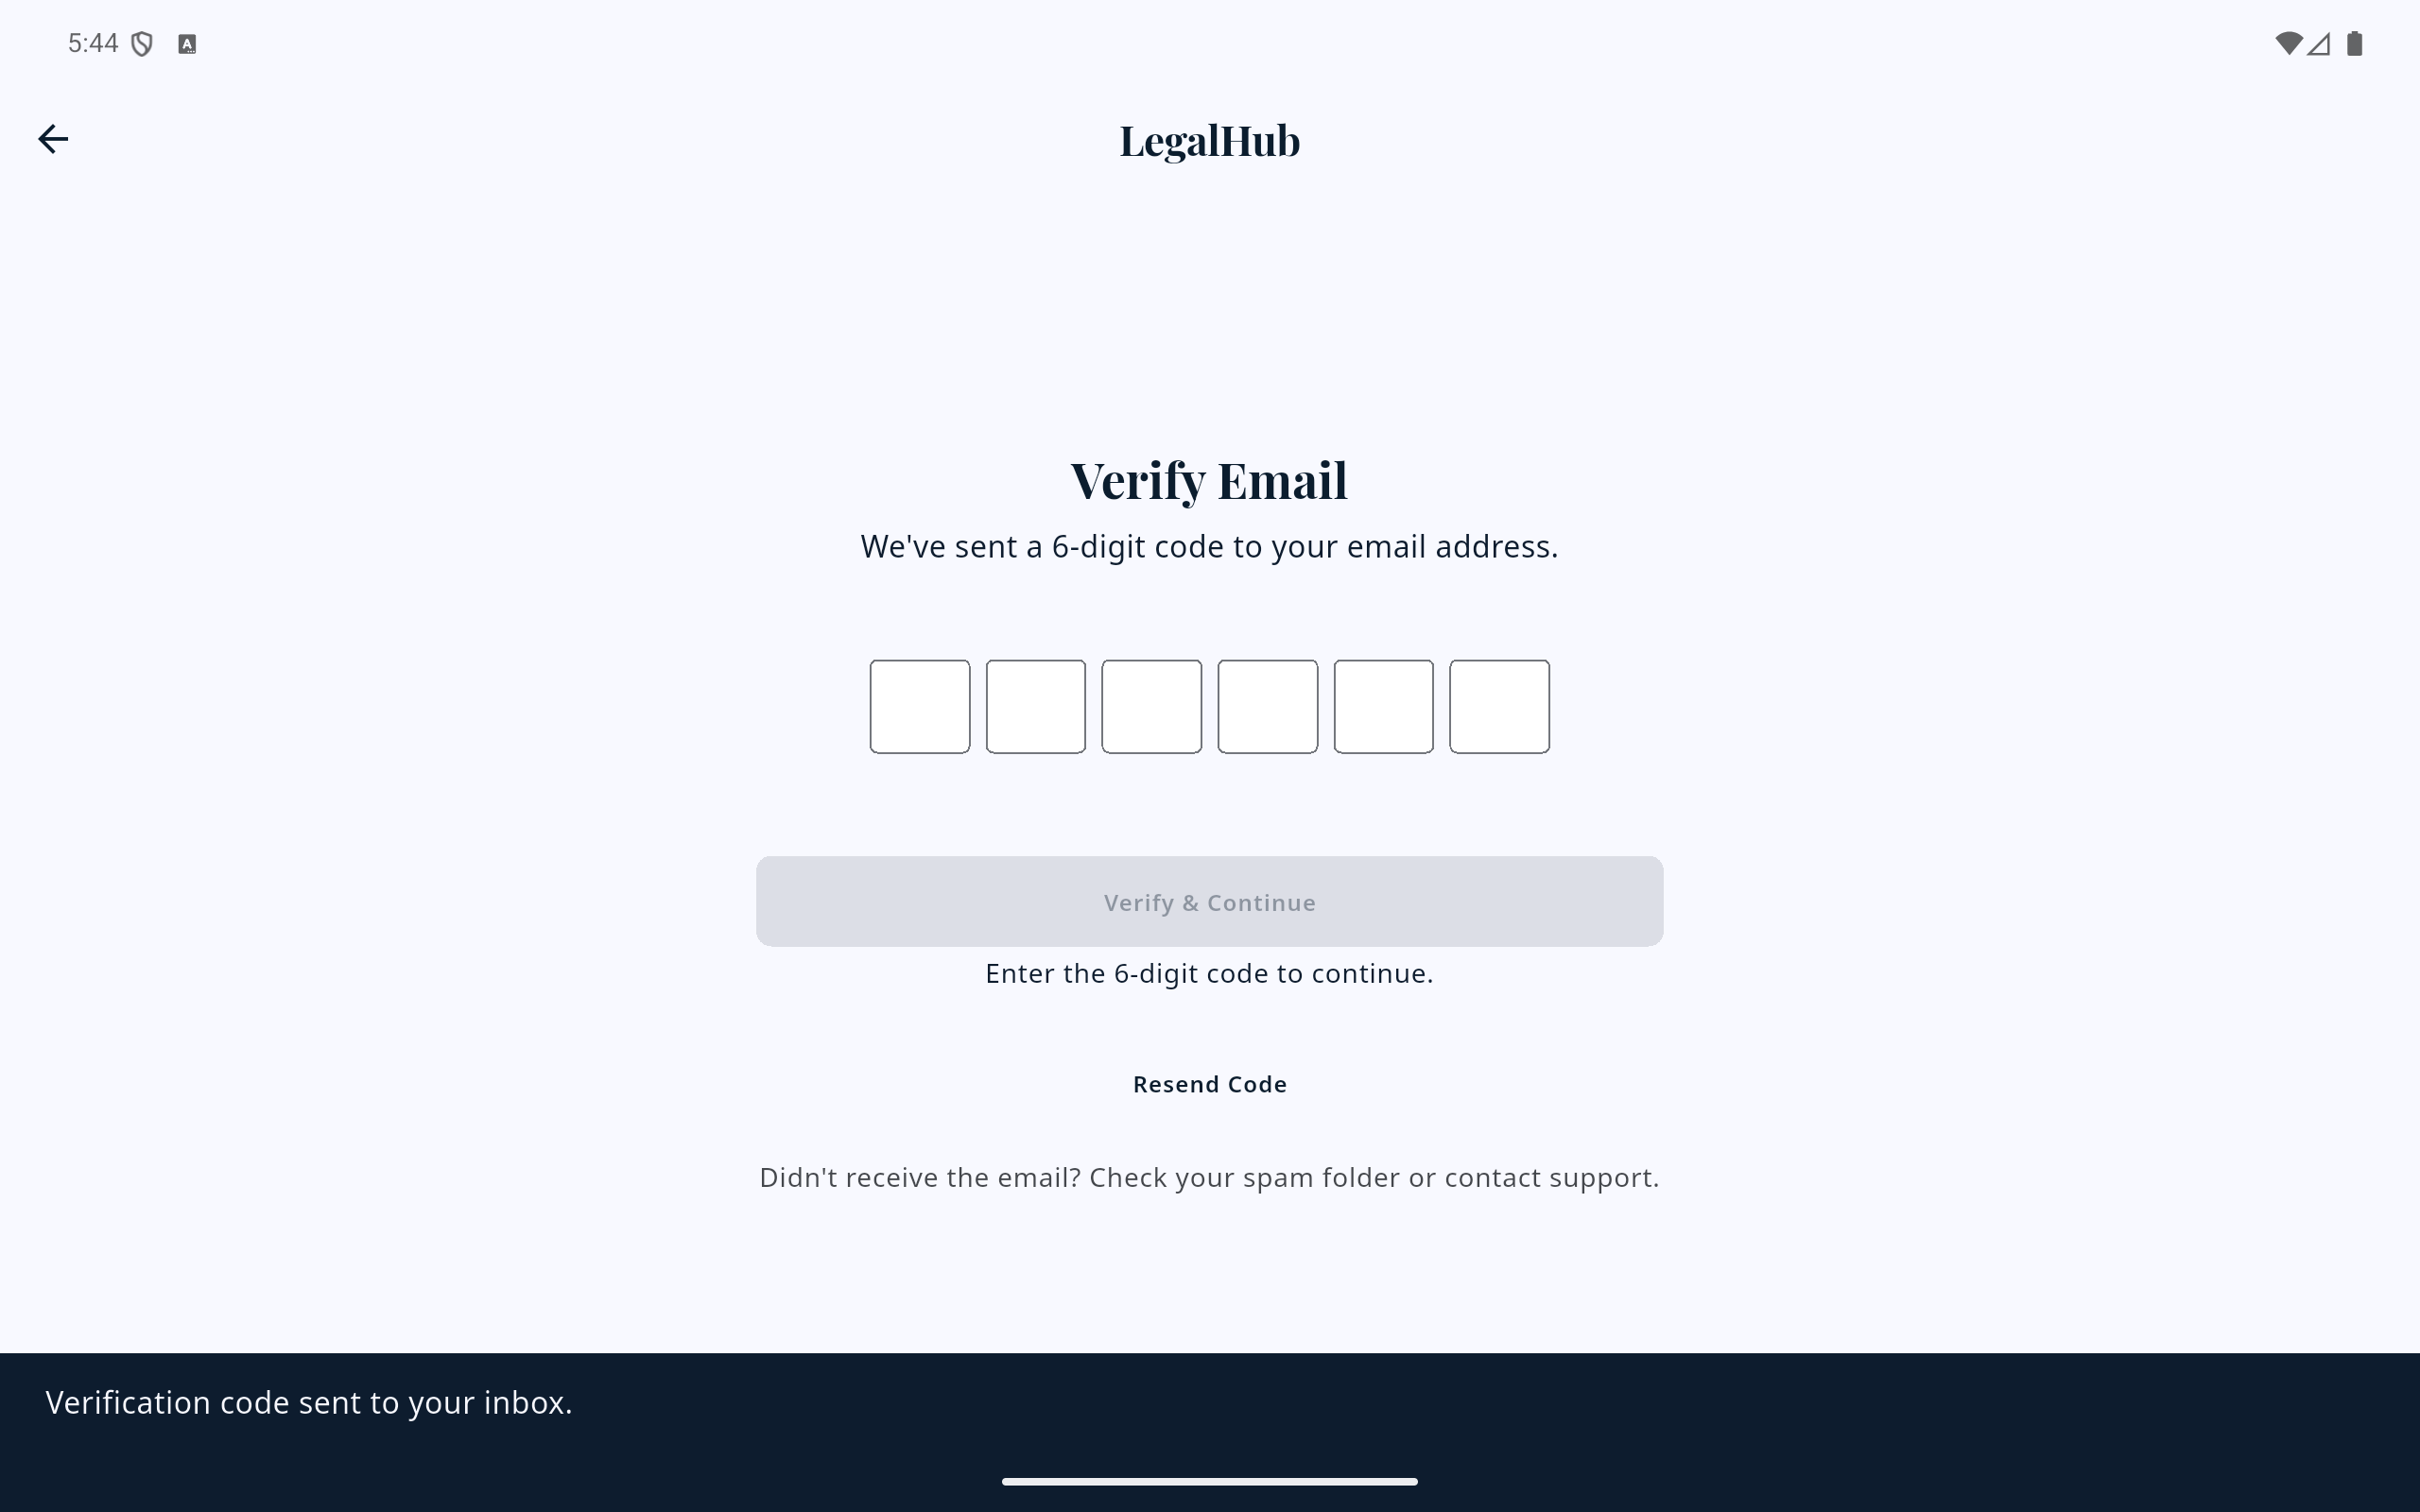 5:44
LegalHub
Verify Email
We've sent a 6-digit code to your email address.
Verify & Continue
Enter the 6-digit code to continue.
Resend Code
Didn't receive the email? Check your spam folder or contact support.
Verification code sent to your inbox.